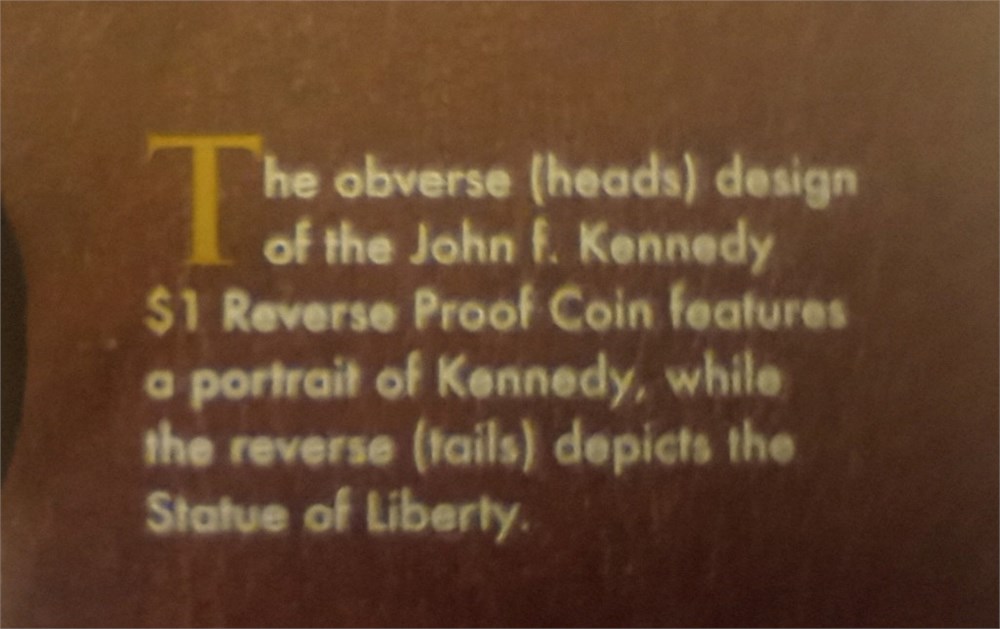 The obverse (heads) design
of the John f. Kennedy
$1 Reverse Proof Coin features
a portrait of Kennedy, while
the reverse (tails) depicts the
Statue of Liberty.